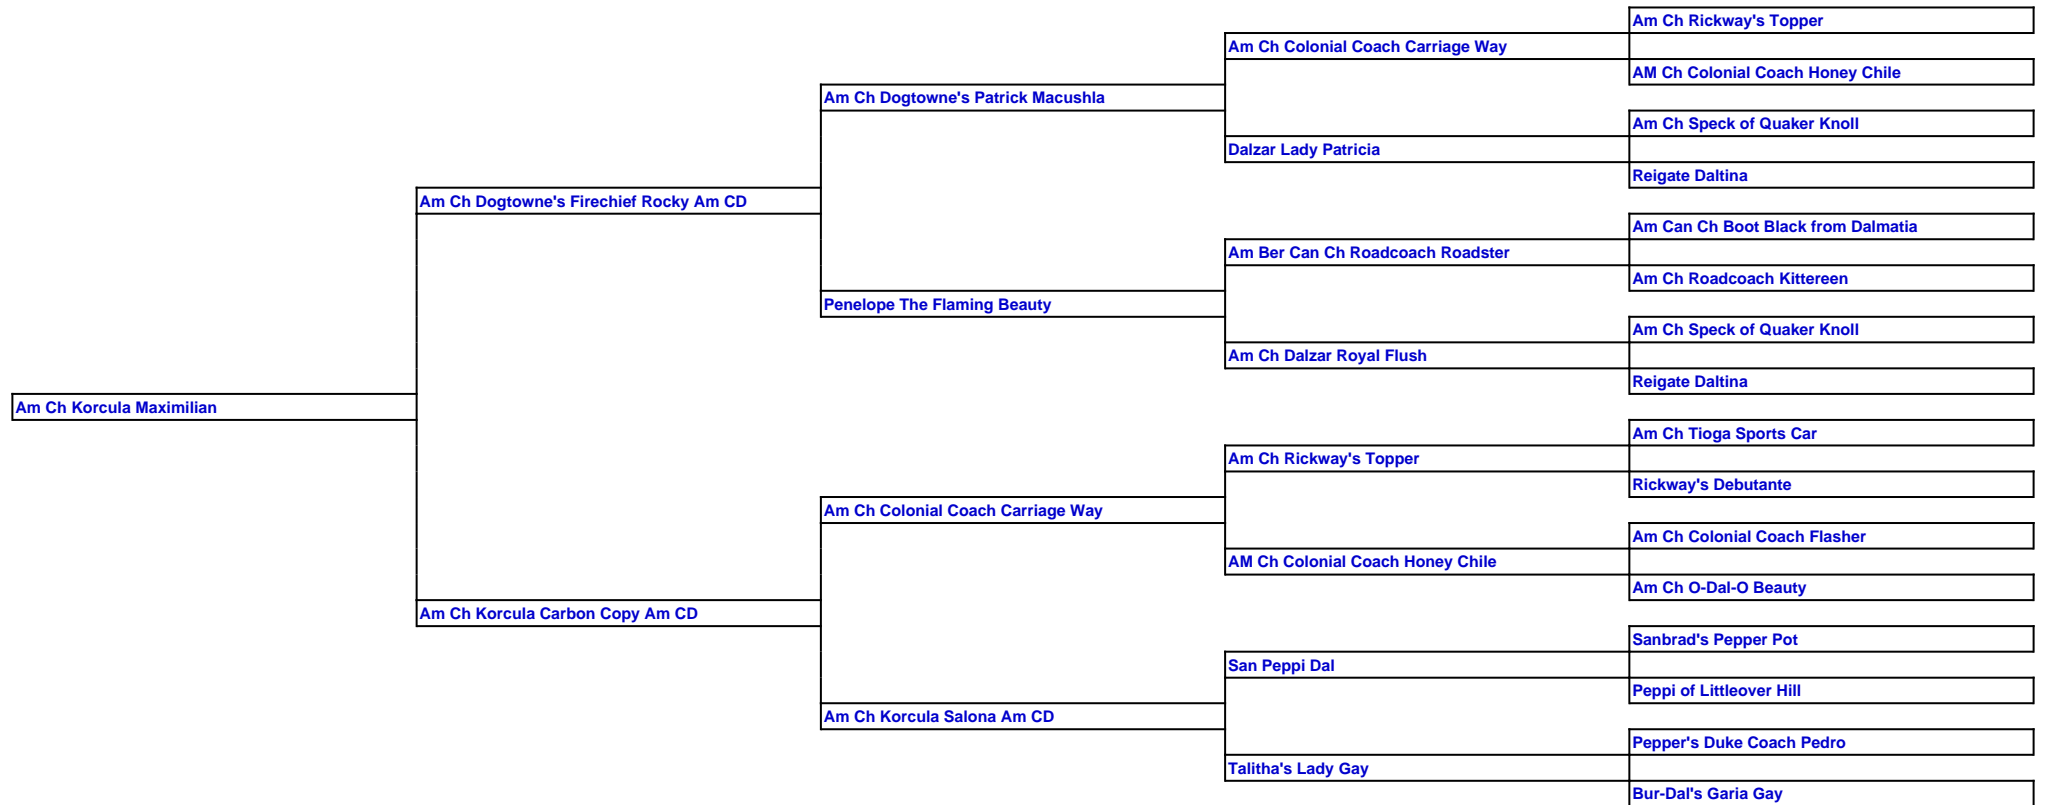 Am Ch Rickway's Topper
Am Ch Colonial Coach Carriage Way
AM Ch Colonial Coach Honey Chile
Am Ch Dogtowne's Patrick Macushla
Am Ch Speck of Quaker Knoll
Dalzar Lady Patricia
Reigate Daltina
Am Ch Dogtowne's Firechief Rocky Am CD
Am Can Ch Boot Black from Dalmatia
Am Ber Can Ch Roadcoach Roadster
Am Ch Roadcoach Kittereen
Penelope The Flaming Beauty
Am Ch Speck of Quaker Knoll
Am Ch Dalzar Royal Flush
Reigate Daltina
Am Ch Korcula Maximilian
Am Ch Tioga Sports Car
Am Ch Rickway's Topper
Rickway's Debutante
Am Ch Colonial Coach Carriage Way
Am Ch Colonial Coach Flasher
AM Ch Colonial Coach Honey Chile
Am Ch O-Dal-O Beauty
Am Ch Korcula Carbon Copy Am CD
Sanbrad's Pepper Pot
San Peppi Dal
Peppi of Littleover Hill
Am Ch Korcula Salona Am CD
Pepper's Duke Coach Pedro
Talitha's Lady Gay
Bur-Dal's Garia Gay